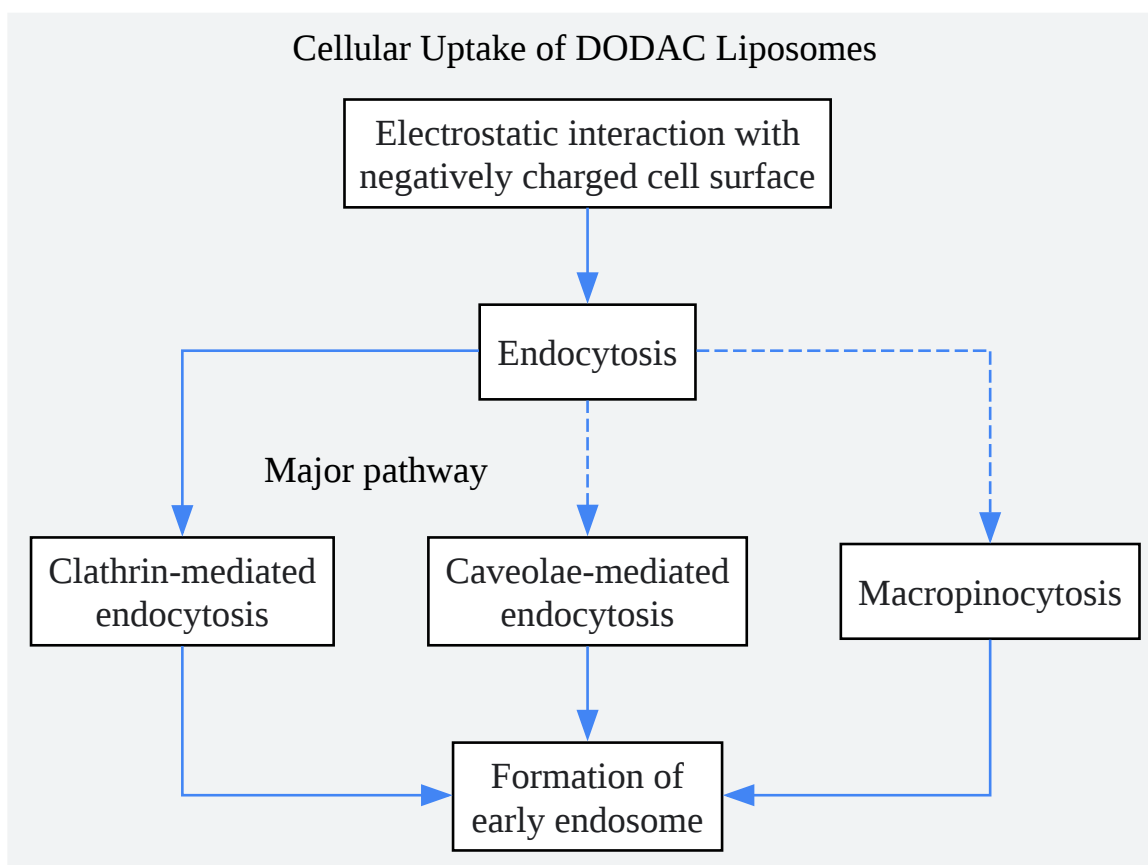 Cellular Uptake of DODAC Liposomes
Electrostatic interaction with
negatively charged cell surface
Endocytosis
Major pathway
Clathrin-mediated
endocytosis
Caveolae-mediated
endocytosis
Macropinocytosis
Formation of
early endosome